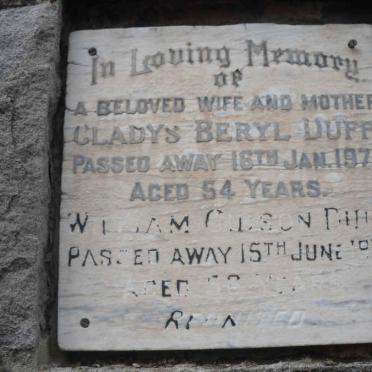 In Loving Memory
of
A BELOVED WIFE AND MOTHER
GLADYS BERYL
PASSED AWAY 16TH JAN.
AGED 54 YEARS.
WILLIAM
PASSED AWAY 15TH JUNE
AGED